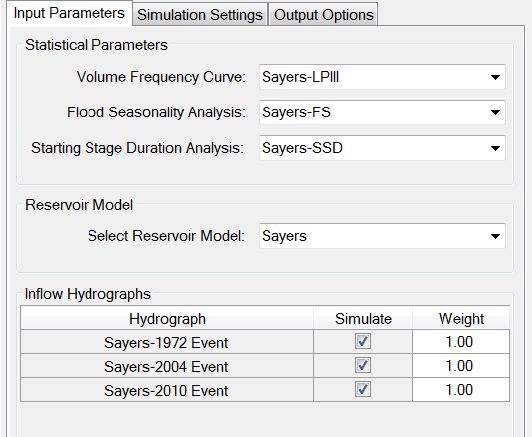 Input Parameters Simulation Settings Output Options
Statistical Parameters
Volume Frequency Curve: Sayers-LPIII
Flood Seasonality Analysis: Sayers-FS
Starting Stage Duration Analysis: Sayers-SSD
Reservoir Model
Select Reservoir Model: Sayers
Inflow Hydrographs
Hydrograph Simulate Weight
Sayers-1972 Event 1.00
Sayers-2004 Event 1.00
Sayers-2010 Event 1.00